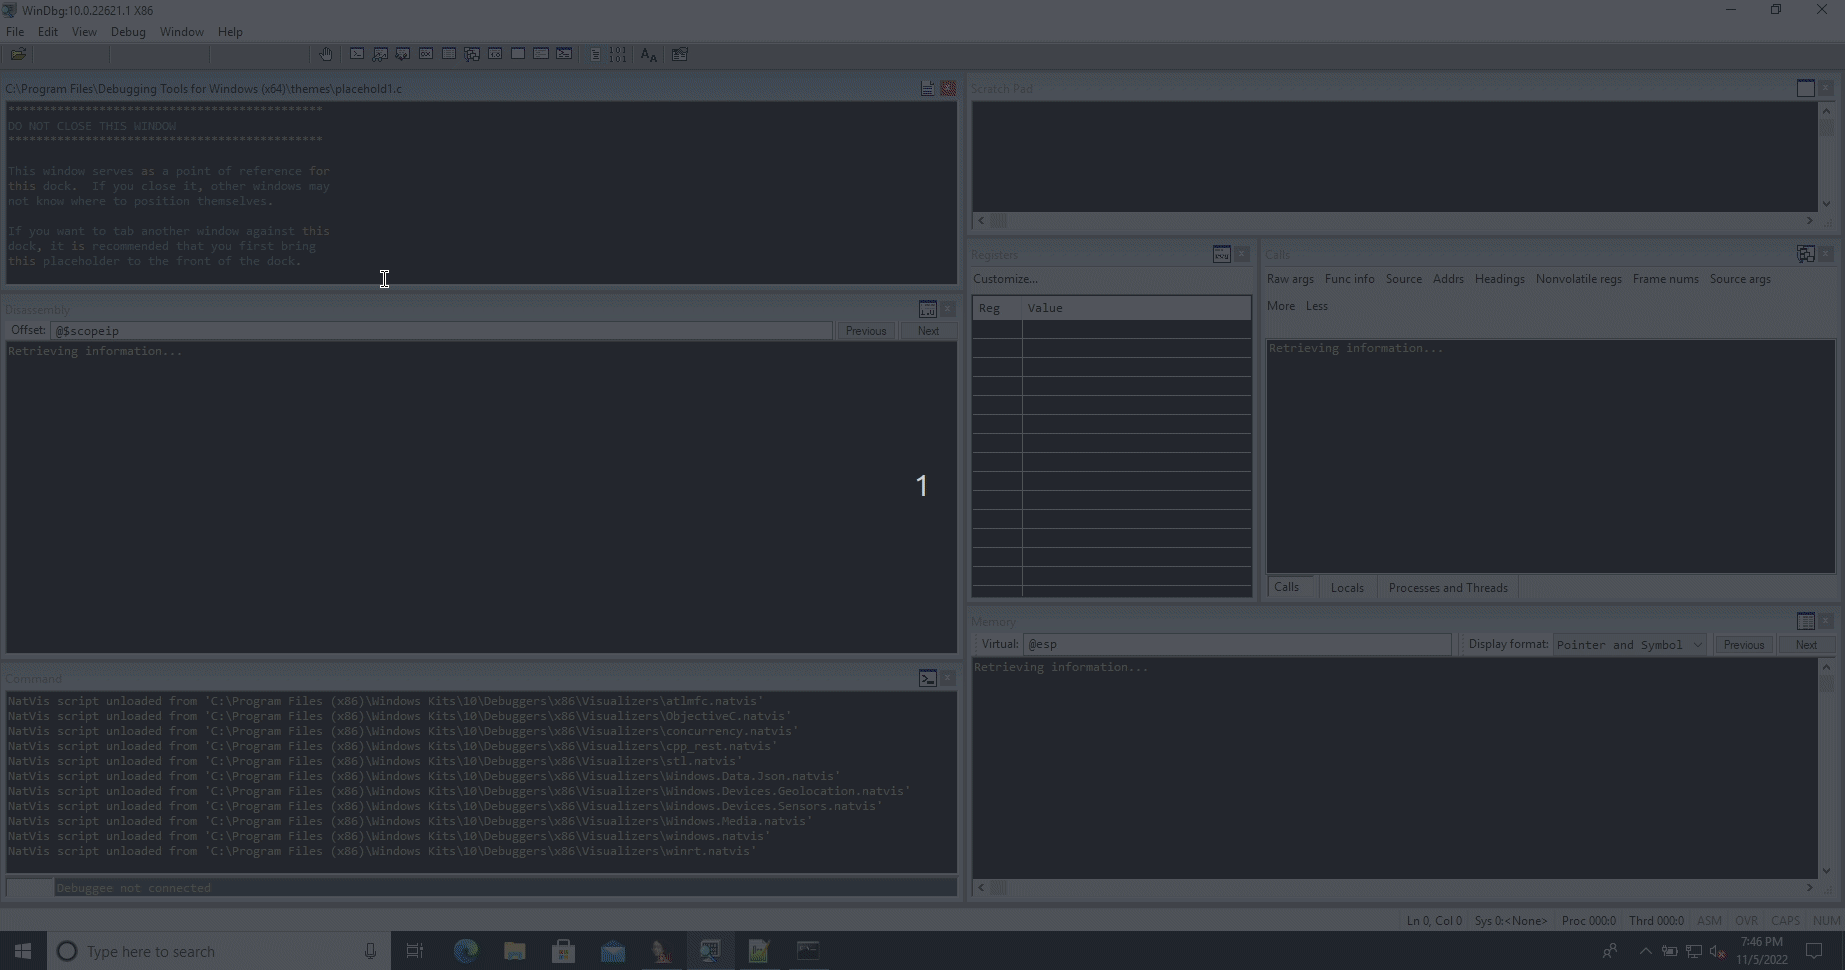 WinDbg:10.0.22621.1 X86
File Edit View Debug Window Help
C:\Program Files\Debugging Tools for Windows (x64)\themes\placehold1.c
*********************************************
DO NOT CLOSE THIS WINDOW
*********************************************
This window serves as a point of reference for
this dock.  If you close it, other windows may
not know where to position themselves.
If you want to tab another window against this
dock, it is recommended that you first bring
this placeholder to the front of the dock.
Disassembly
Offset: @$scopeip Previous Next
Retrieving information...
1
Command
NatVis script unloaded from 'C:\Program Files (x86)\Windows Kits\10\Debuggers\x86\Visualizers\atlmfc.natvis'
NatVis script unloaded from 'C:\Program Files (x86)\Windows Kits\10\Debuggers\x86\Visualizers\ObjectiveC.natvis'
NatVis script unloaded from 'C:\Program Files (x86)\Windows Kits\10\Debuggers\x86\Visualizers\concurrency.natvis'
NatVis script unloaded from 'C:\Program Files (x86)\Windows Kits\10\Debuggers\x86\Visualizers\cpp_rest.natvis'
NatVis script unloaded from 'C:\Program Files (x86)\Windows Kits\10\Debuggers\x86\Visualizers\stl.natvis'
NatVis script unloaded from 'C:\Program Files (x86)\Windows Kits\10\Debuggers\x86\Visualizers\Windows.Data.Json.natvis'
NatVis script unloaded from 'C:\Program Files (x86)\Windows Kits\10\Debuggers\x86\Visualizers\Windows.Devices.Geolocation.natvis'
NatVis script unloaded from 'C:\Program Files (x86)\Windows Kits\10\Debuggers\x86\Visualizers\Windows.Devices.Sensors.natvis'
NatVis script unloaded from 'C:\Program Files (x86)\Windows Kits\10\Debuggers\x86\Visualizers\Windows.Media.natvis'
NatVis script unloaded from 'C:\Program Files (x86)\Windows Kits\10\Debuggers\x86\Visualizers\windows.natvis'
NatVis script unloaded from 'C:\Program Files (x86)\Windows Kits\10\Debuggers\x86\Visualizers\winrt.natvis'
Debuggee not connected
Scratch Pad
Registers
Customize...
Reg Value
Calls
Raw args Func info Source Addrs Headings Nonvolatile regs Frame nums Source args
More Less
Retrieving information...
Calls Locals Processes and Threads
Memory
Virtual: @esp Display format: Pointer and Symbol Previous Next
Retrieving information...
Ln 0, Col 0 Sys 0:<None> Proc 000:0 Thrd 000:0 ASM OVR CAPS NUM
Type here to search
7:46 PM
11/5/2022